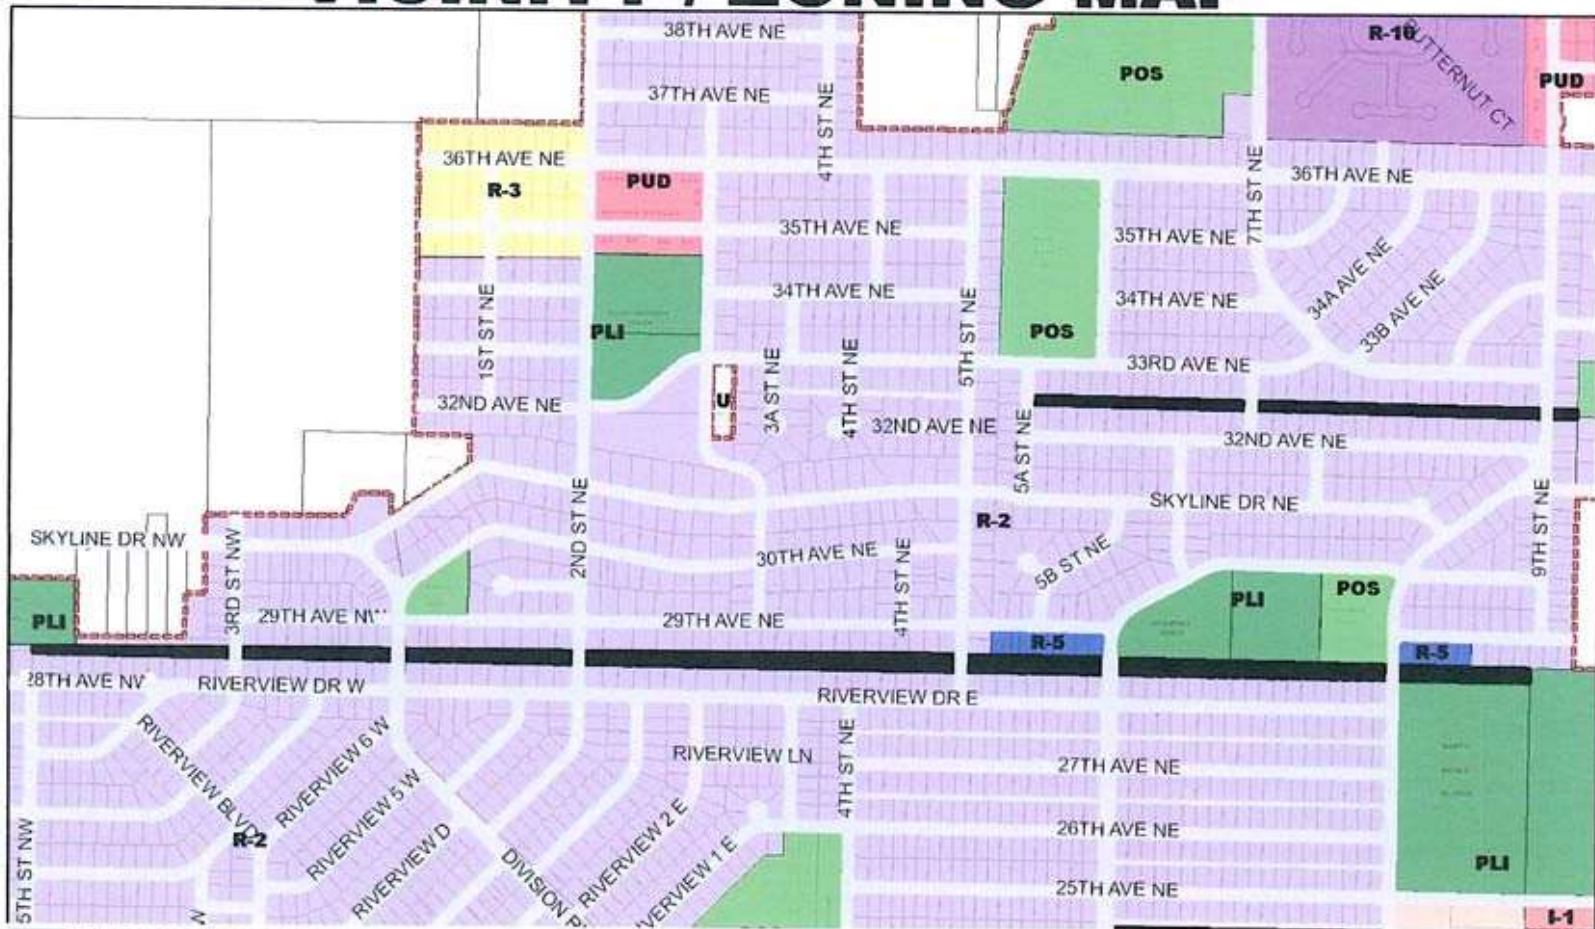 VICINITY / ZONING MAP
38TH AVE NE
R-10
BUTTERNUT CT
POS
PUD
37TH AVE NE
4TH ST NE
36TH AVE NE
R-3
PUD
7TH ST NE
36TH AVE NE
35TH AVE NE
35TH AVE NE
34A AVE NE
34TH AVE NE
34TH AVE NE
33B AVE NE
1ST ST NE
PLI
5TH ST NE
POS
33RD AVE NE
3A ST NE
4TH ST NE
U
32ND AVE NE
32ND AVE NE
5A ST NE
32ND AVE NE
SKYLINE DR NE
R-2
2ND ST NE
9TH ST NE
SKYLINE DR NW
3RD ST NW
30TH AVE NE
4TH ST NE
5B ST NE
PLI
POS
PLI
29TH AVE NW
29TH AVE NE
R-5
R-5
28TH AVE NW
RIVERVIEW DR W
RIVERVIEW DR E
RIVERVIEW BLVD
RIVERVIEW 6 W
RIVERVIEW LN
4TH ST NE
27TH AVE NE
RIVERVIEW 5 W
R-2
RIVERVIEW D
DIVISION R
RIVERVIEW 2 E
RIVERVIEW 1 E
26TH AVE NE
PLI
5TH ST NW
25TH AVE NE
I-1